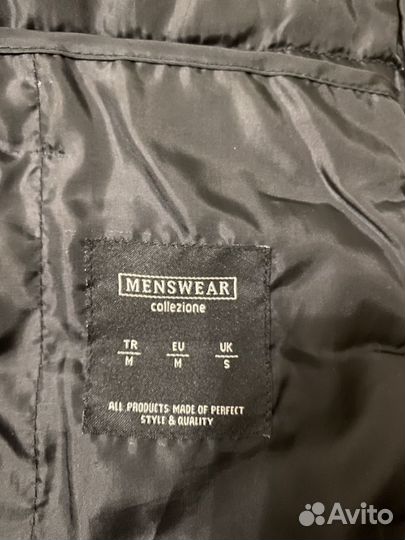 MENSWEAR
collezione
TR EU UK
M M S
ALL PRODUCTS MADE OF PERFECT
STYLE & QUALITY
Avito